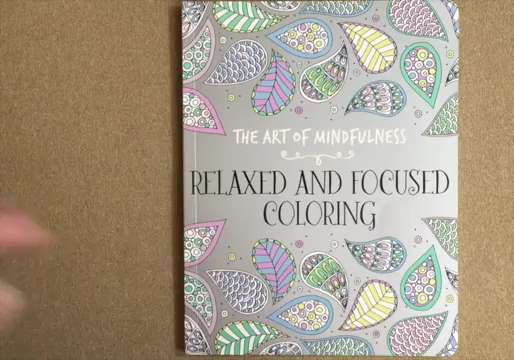 THE ART OF MINDFULNESS
RELAXED AND FOCUSED
COLORING